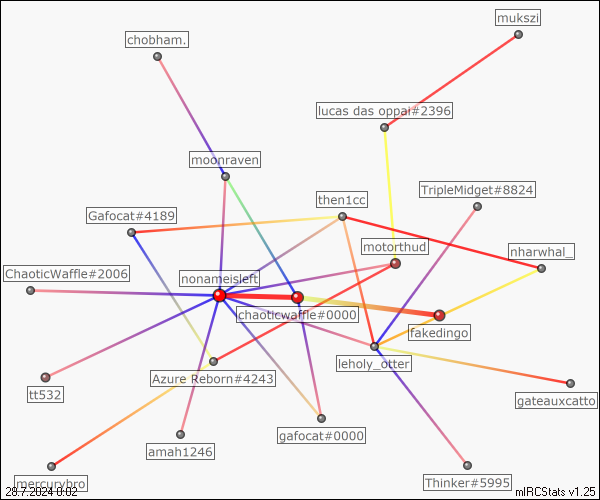 mukszi
chobham.
lucas das oppai#2396
moonraven
TripleMidget#8824
then1cc
Gafocat#4189
motorthud
nharwhal_
ChaoticWaffle#2006
nonameisleft
chaoticwaffle#0000
fakedingo
leholy_otter
Azure Reborn#4243
tt532
gateauxcatto
gafocat#0000
amah1246
mercurybro
Thinker#5995
28.7.2024 0:02
mIRCStats v1.25